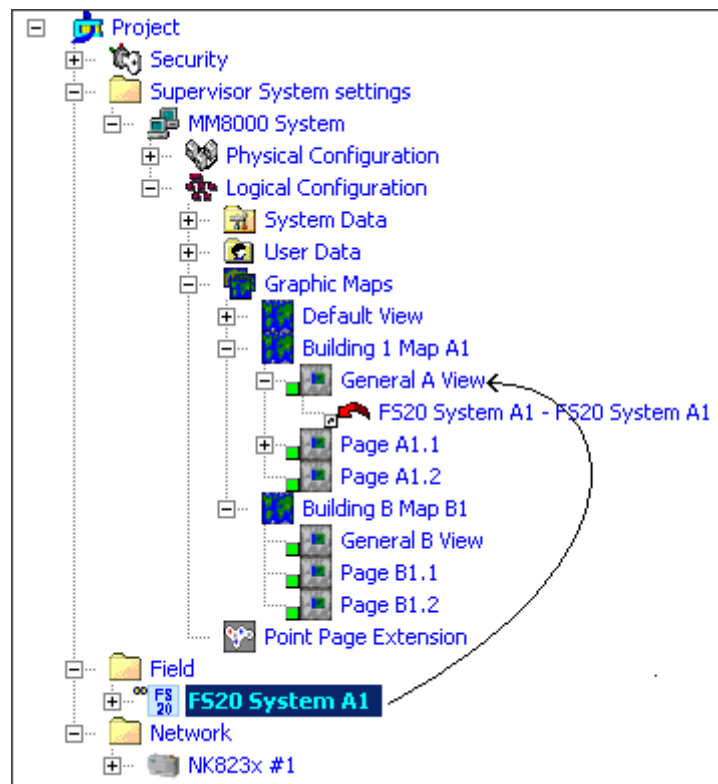 Project
Security
Supervisor System settings
MM8000 System
Physical Configuration
Logical Configuration
System Data
User Data
Graphic Maps
Default View
Building 1 Map A1
General A View
FS20 System A1 - FS20 System A1
Page A1.1
Page A1.2
Building B Map B1
General B View
Page B1.1
Page B1.2
Point Page Extension
Field
FS 20 FS20 System A1
Network
NK823x #1